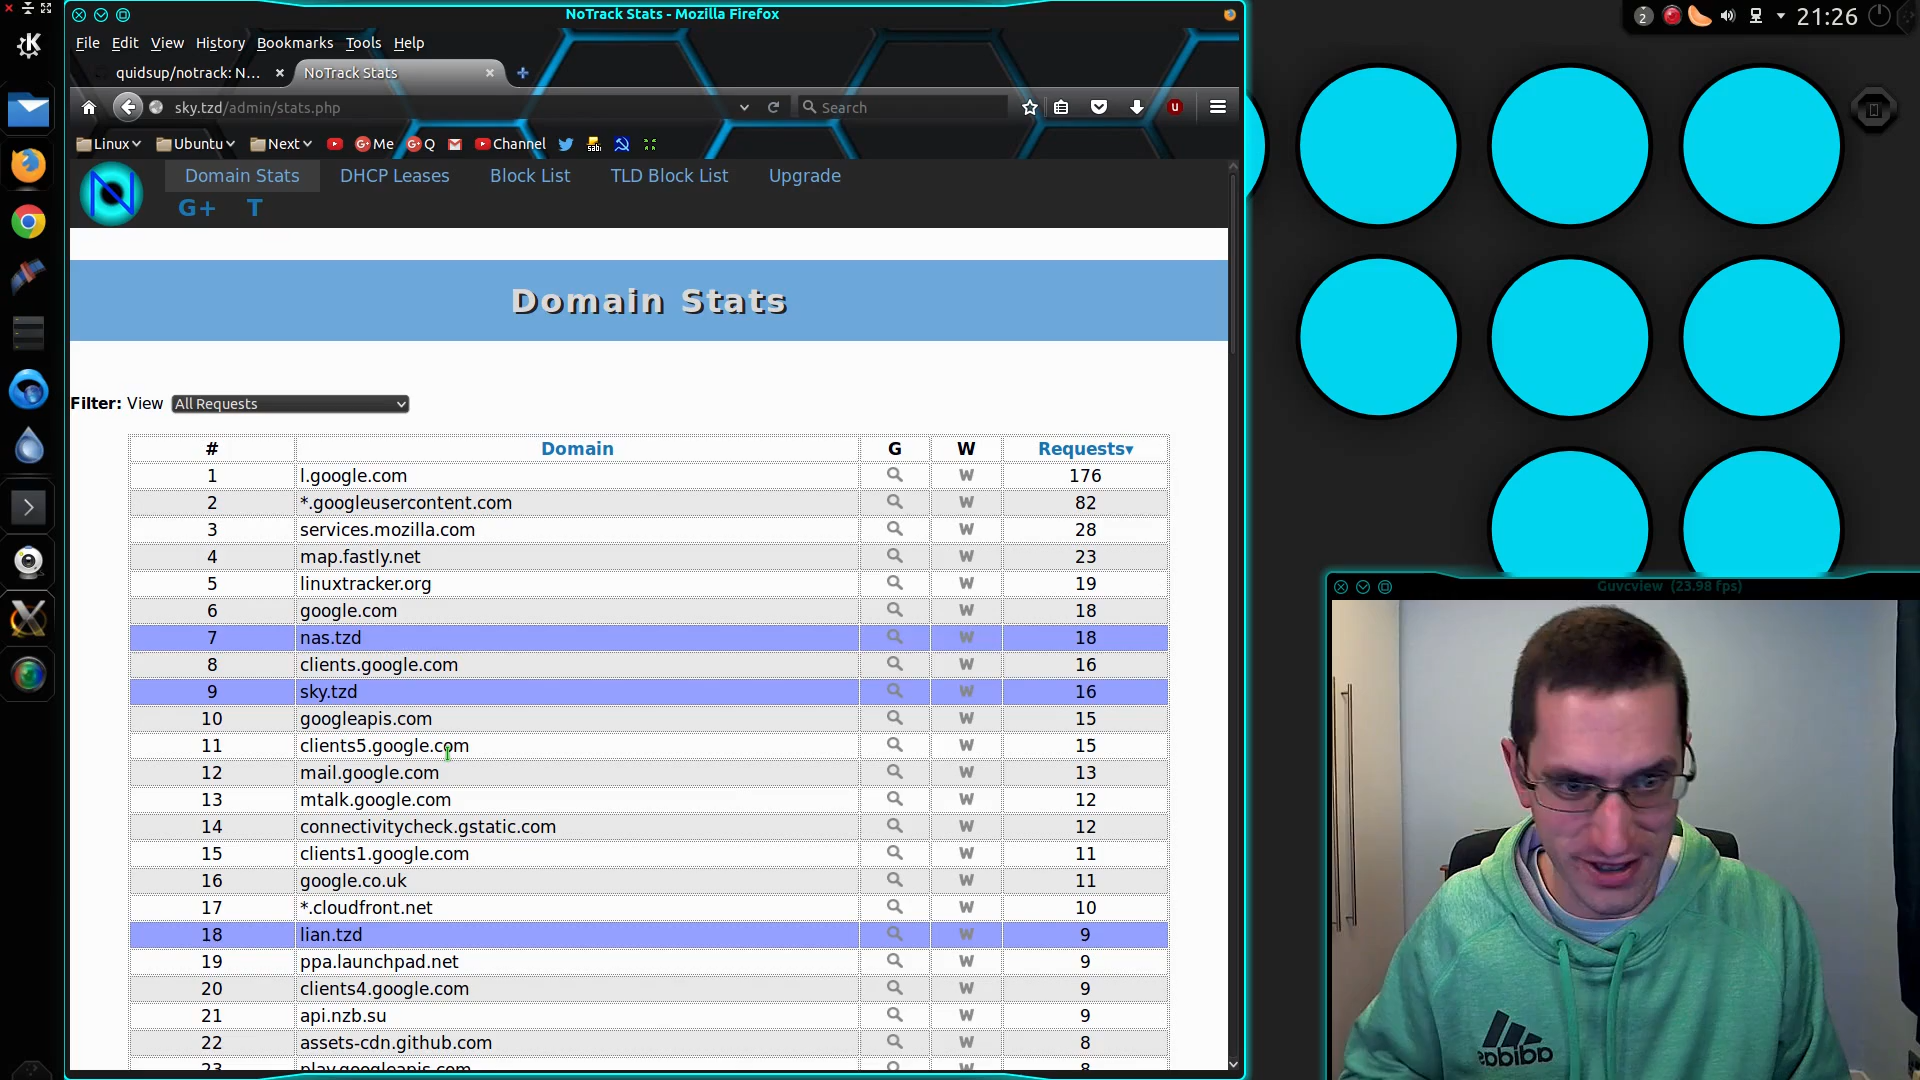 NoTrack Stats - Mozilla Firefox
2
21:26
File Edit View History Bookmarks Tools Help
quidsup/notrack: N...
NoTrack Stats
sky.tzd/admin/stats.php
Search
Linux Ubuntu Next Me Q Channel
Domain Stats DHCP Leases Block List TLD Block List Upgrade
G+ T
Domain Stats
Filter: View All Requests
# Domain G W Requests▾
1 l.google.com W 176
2 *.googleusercontent.com W 82
3 services.mozilla.com W 28
4 map.fastly.net W 23
5 linuxtracker.org W 19
6 google.com W 18
7 nas.tzd W 18
8 clients.google.com W 16
9 sky.tzd W 16
10 googleapis.com W 15
11 clients5.google.com W 15
12 mail.google.com W 13
13 mtalk.google.com W 12
14 connectivitycheck.gstatic.com W 12
15 clients1.google.com W 11
16 google.co.uk W 11
17 *.cloudfront.net W 10
18 lian.tzd W 9
19 ppa.launchpad.net W 9
20 clients4.google.com W 9
21 api.nzb.su W 9
22 assets-cdn.github.com W 8
23 play.googleapis.com 8
Guvcview (23.98 fps)
adidas